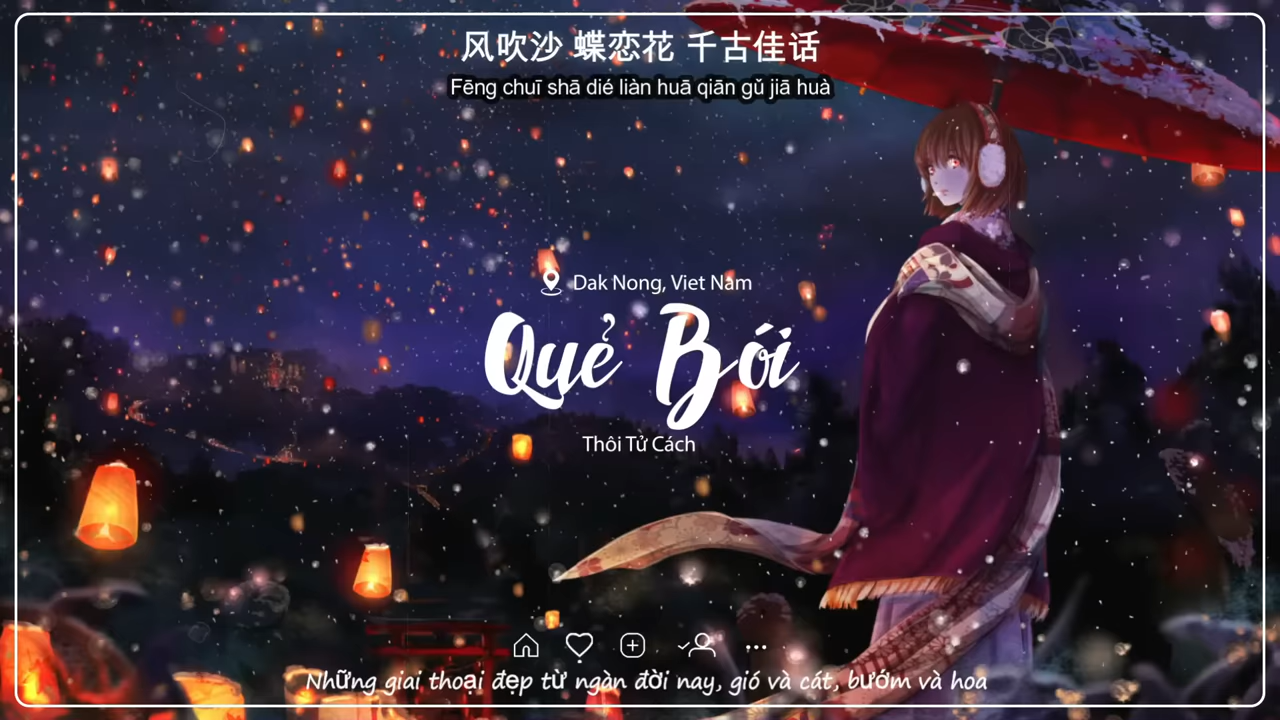 风吹沙 蝶恋花 千古佳话
Fēng chuī shā dié liàn huā qiān gǔ jiā huà
Dak Nong, Viet Nam
Quẻ Bói
Thôi Tử Cách
Những giai thoại đẹp từ ngàn đời nay, gió và cát, bướm và hoa